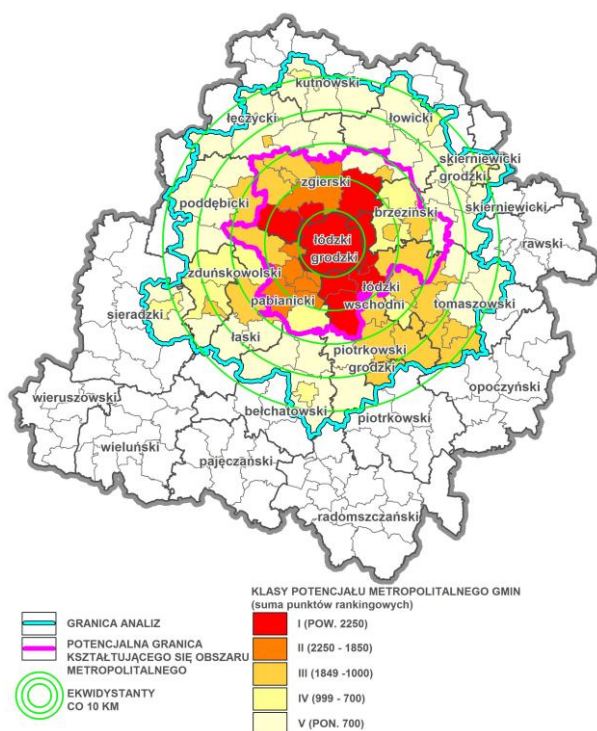 kutnowski
łęczycki
łowicki
skierniewicki
grodzki
zgierski
poddębicki
brzeziński
skierniewicki
rawski
łódzki
grodzki
zduńskowolski
łódzki
wschodni
pabianicki
sieradzki
tomaszowski
łaski
piotrkowski
grodzki
opoczyński
wieruszowski
bełchatowski
piotrkowski
wieluński
pajęczański
radomszczański
GRANICA ANALIZ
POTENCJALNA GRANICA
KSZTAŁTUJĄCEGO SIĘ OBSZARU
METROPOLITALNEGO
EKWIDYSTANTY
CO 10 KM
KLASY POTENCJAŁU METROPOLITALNEGO GMIN
(suma punktów rankingowych)
I (POW. 2250)
II (2250 - 1850)
III (1849 -1000)
IV (999 - 700)
V (PON. 700)